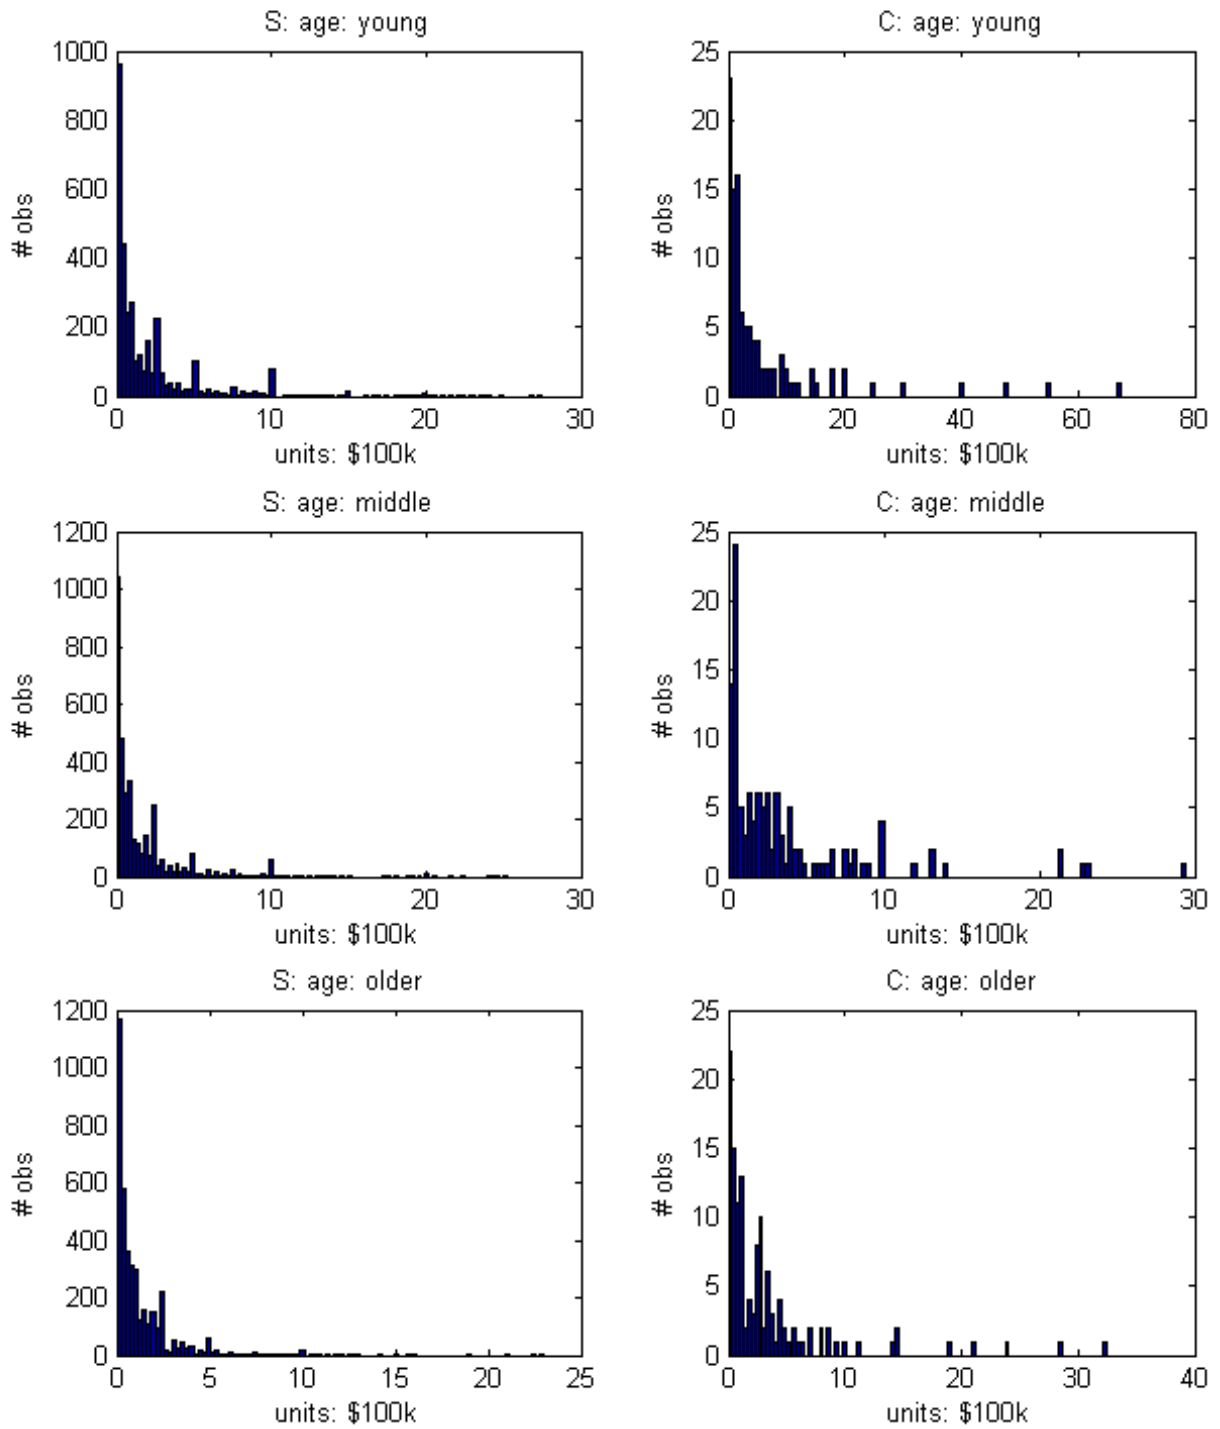 S: age: young
1000
800
600
400
200
0
0 10 20 30
# obs
units: $100k
C: age: young
25
20
15
10
5
0
0 20 40 60 80
# obs
units: $100k
S: age: middle
1200
1000
800
600
400
200
0
0 10 20 30
# obs
units: $100k
C: age: middle
25
20
15
10
5
0
0 10 20 30
# obs
units: $100k
S: age: older
1200
1000
800
600
400
200
0
0 5 10 15 20 25
# obs
units: $100k
C: age: older
25
20
15
10
5
0
0 10 20 30 40
# obs
units: $100k